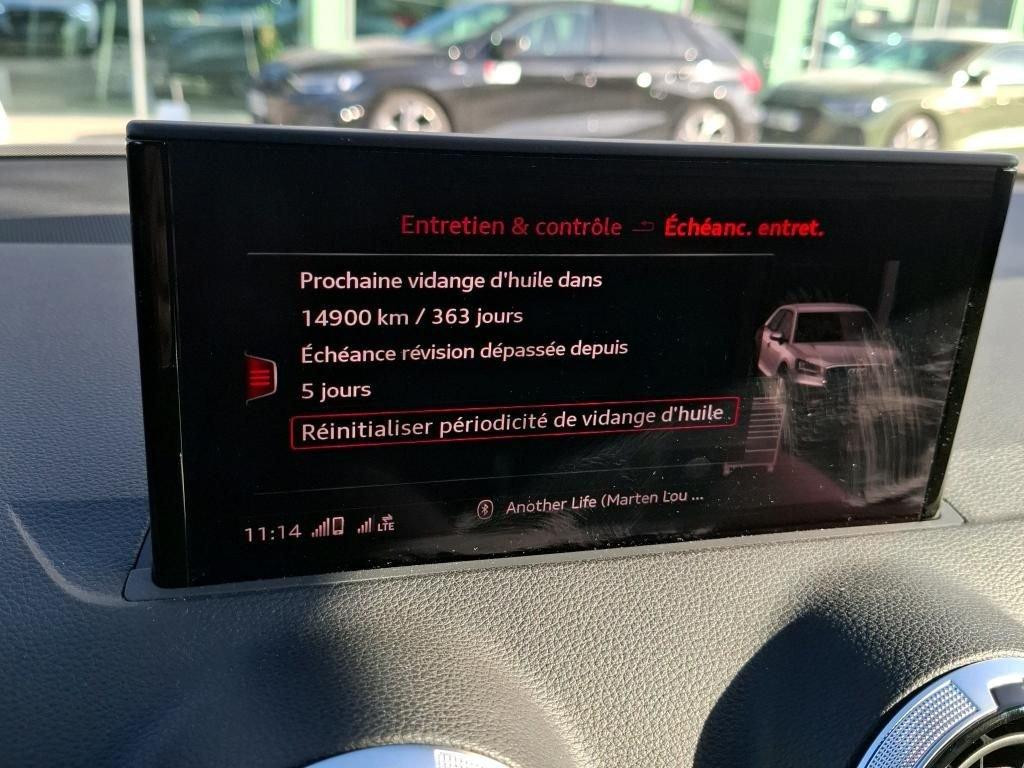 Entretien & contrôle Échéanc. entret.
Prochaine vidange d'huile dans
14900 km / 363 jours
Échéance révision dépassée depuis
5 jours
Réinitialiser périodicité de vidange d'huile
Another Life (Marten Lou ...
11:14 LTE